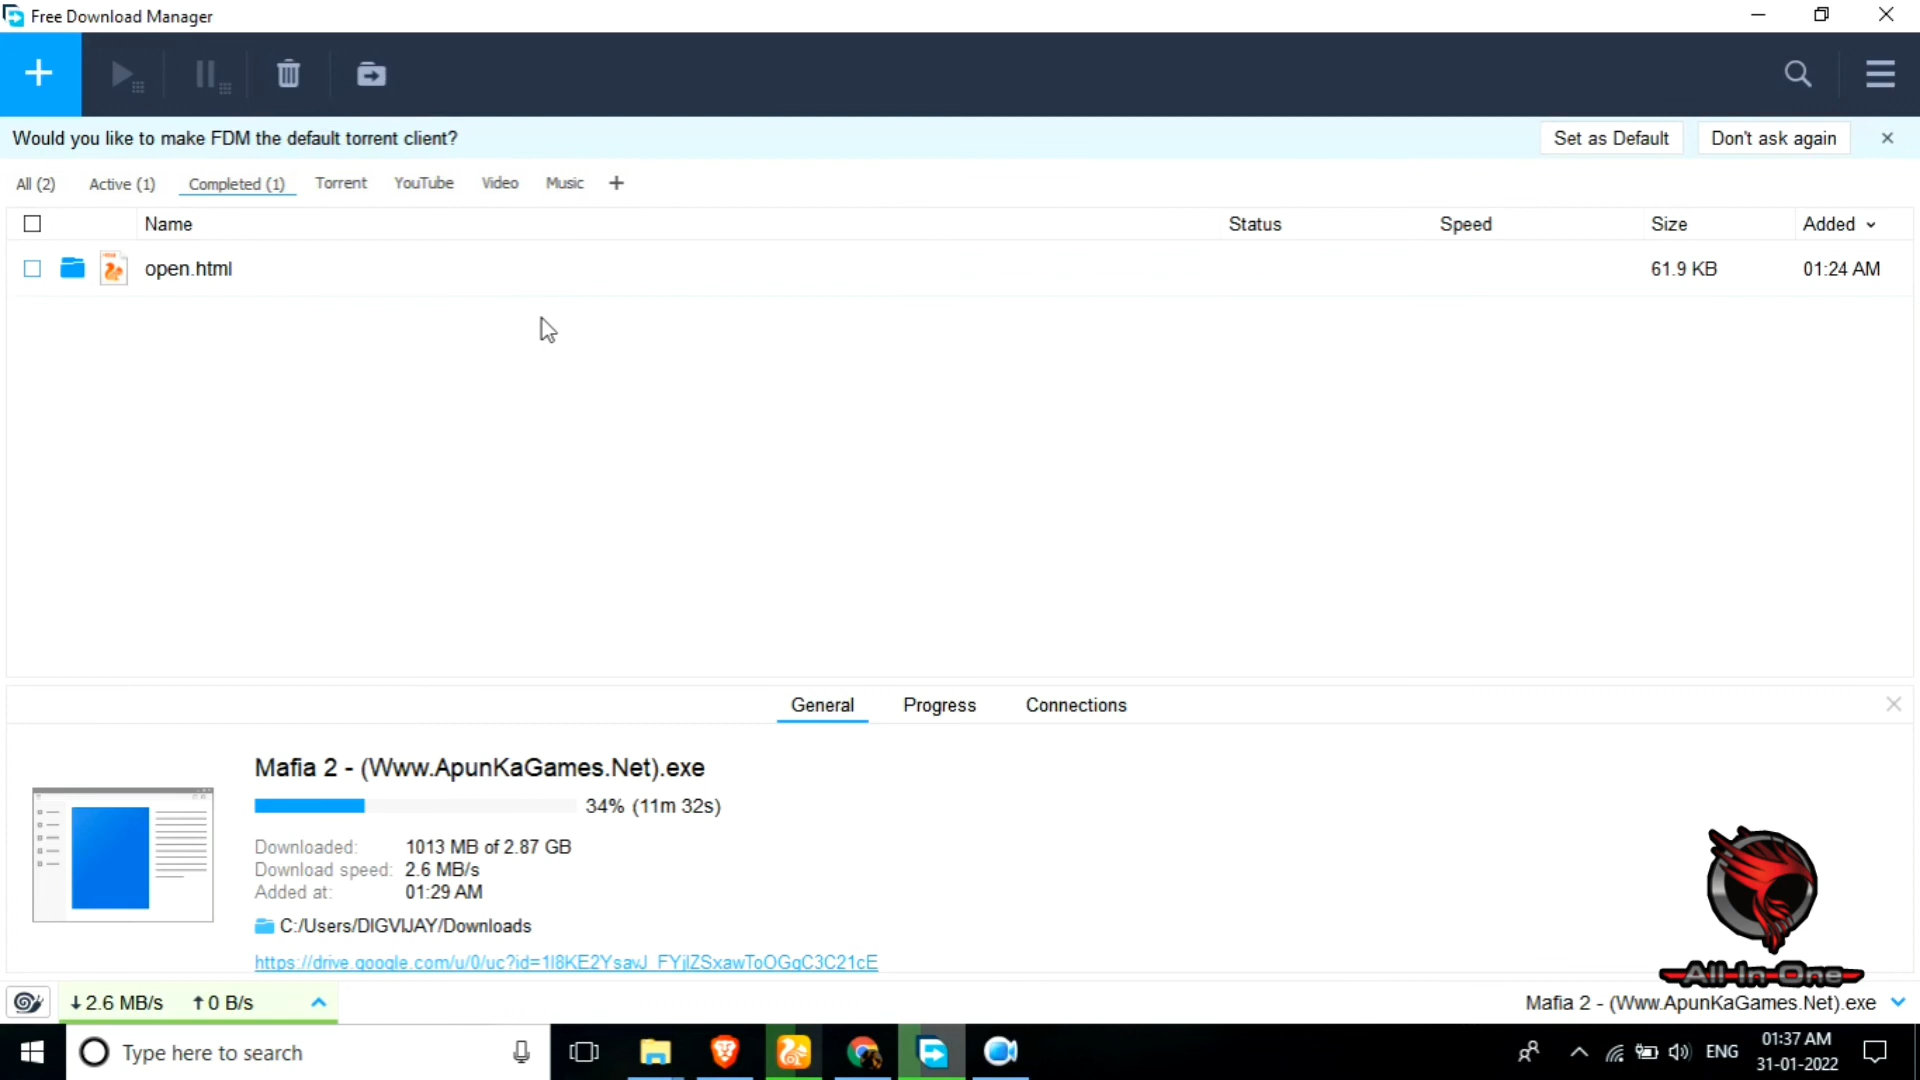 Free Download Manager
Would you like to make FDM the default torrent client?
Set as Default
Don't ask again
All (2)
Active (1)
Completed (1)
Torrent
YouTube
Video
Music
Name
Status
Speed
Size
Added
open.html
61.9 KB
01:24 AM
General
Progress
Connections
Mafia 2 - (Www.ApunKaGames.Net).exe
34% (11m 32s)
Downloaded: 1013 MB of 2.87 GB
Download speed: 2.6 MB/s
Added at: 01:29 AM
C:/Users/DIGVIJAY/Downloads
https://drive.google.com/u/0/uc?id=1I8KE2YsavJ_FYjlZSxawToOGgC3C21cE
All-In-One
2.6 MB/s
0 B/s
Mafia 2 - (Www.ApunKaGames.Net).exe
Type here to search
ENG
01:37 AM
31-01-2022